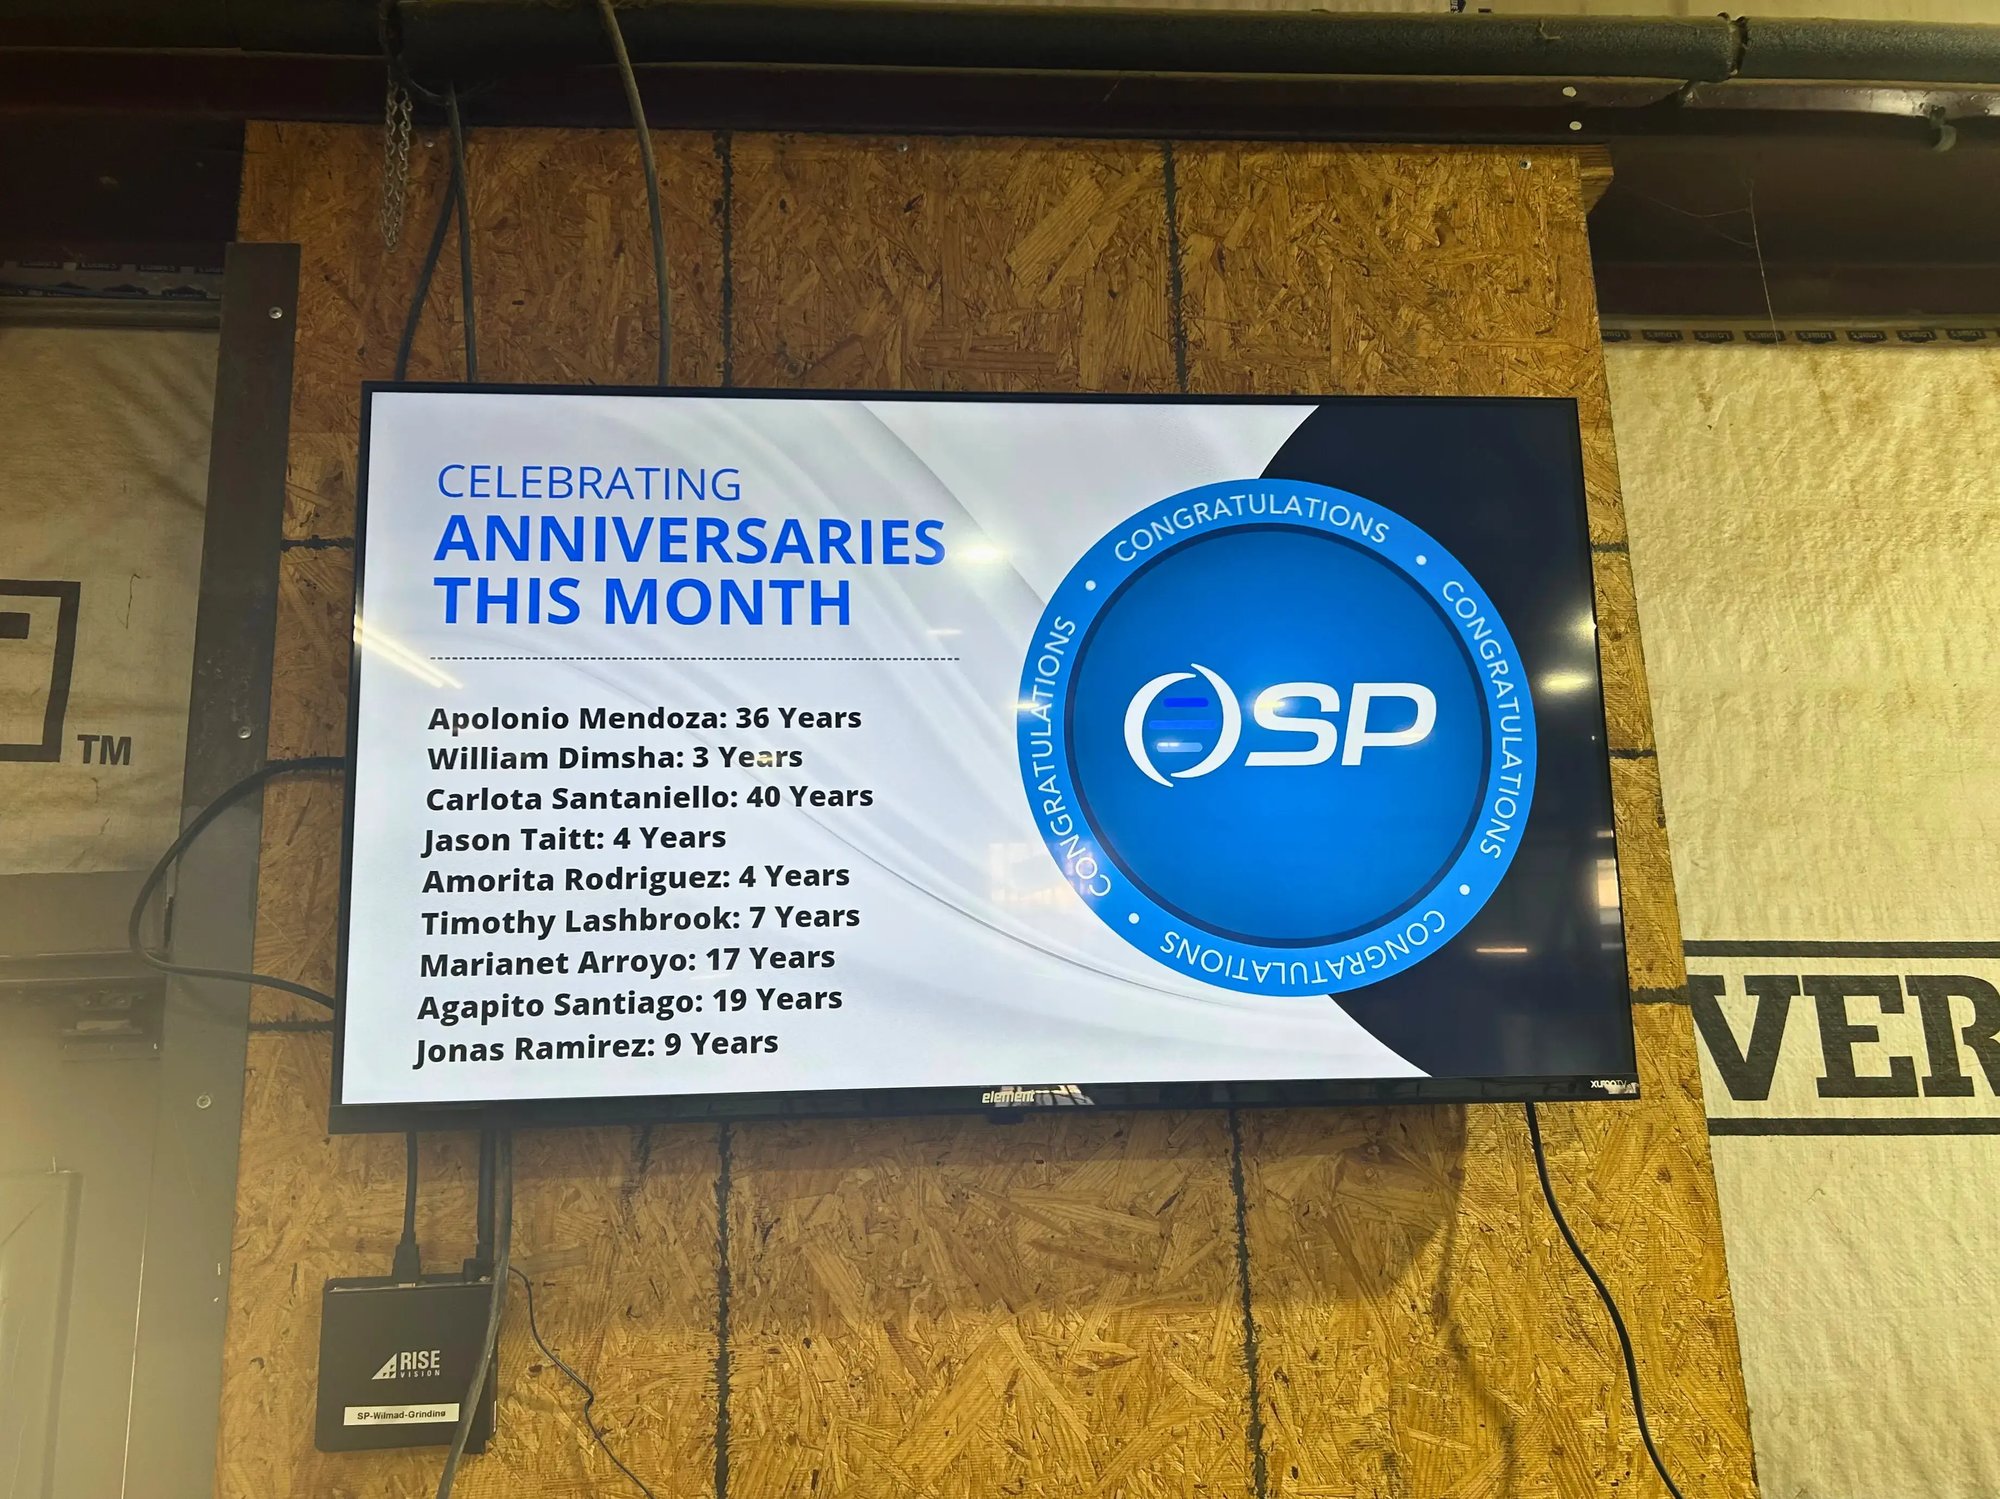 CELEBRATING
ANNIVERSARIES
THIS MONTH
Apolonio Mendoza: 36 Years
William Dimsha: 3 Years
Carlota Santaniello: 40 Years
Jason Taitt: 4 Years
Amorita Rodriguez: 4 Years
Timothy Lashbrook: 7 Years
Marianet Arroyo: 17 Years
Agapito Santiago: 19 Years
Jonas Ramirez: 9 Years
CONGRATULATIONS • CONGRATULATIONS • CONGRATULATIONS • CONGRATULATIONS •
SP
element
TM
VER
RISE
VISION
SP-Wilmad-Grinding